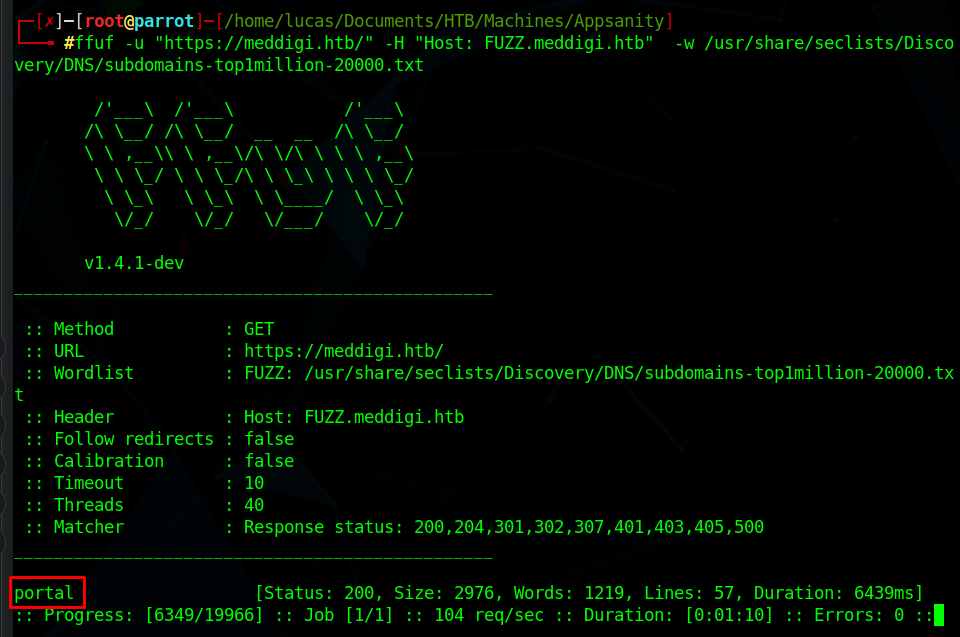 [✗]─[root@parrot]─[/home/lucas/Documents/HTB/Machines/Appsanity]
#ffuf -u "https://meddigi.htb/" -H "Host: FUZZ.meddigi.htb"  -w /usr/share/seclists/Disco
very/DNS/subdomains-top1million-20000.txt
/'___\  /'___\           /'___\
/\ \__/ /\ \__/  __  __  /\ \__/
\ \ ,__\\ \ ,__\/\ \/\ \ \ \ ,__\
\ \ \_/ \ \ \_/\ \ \_\ \ \ \ \_/
\ \_\   \ \_\  \ \____/  \ \_\
\/_/    \/_/   \/___/    \/_/
v1.4.1-dev
________________________________________________
:: Method           : GET
:: URL              : https://meddigi.htb/
:: Wordlist         : FUZZ: /usr/share/seclists/Discovery/DNS/subdomains-top1million-20000.tx
t
:: Header           : Host: FUZZ.meddigi.htb
:: Follow redirects : false
:: Calibration      : false
:: Timeout          : 10
:: Threads          : 40
:: Matcher          : Response status: 200,204,301,302,307,401,403,405,500
________________________________________________
portal                  [Status: 200, Size: 2976, Words: 1219, Lines: 57, Duration: 6439ms]
:: Progress: [6349/19966] :: Job [1/1] :: 104 req/sec :: Duration: [0:01:10] :: Errors: 0 ::